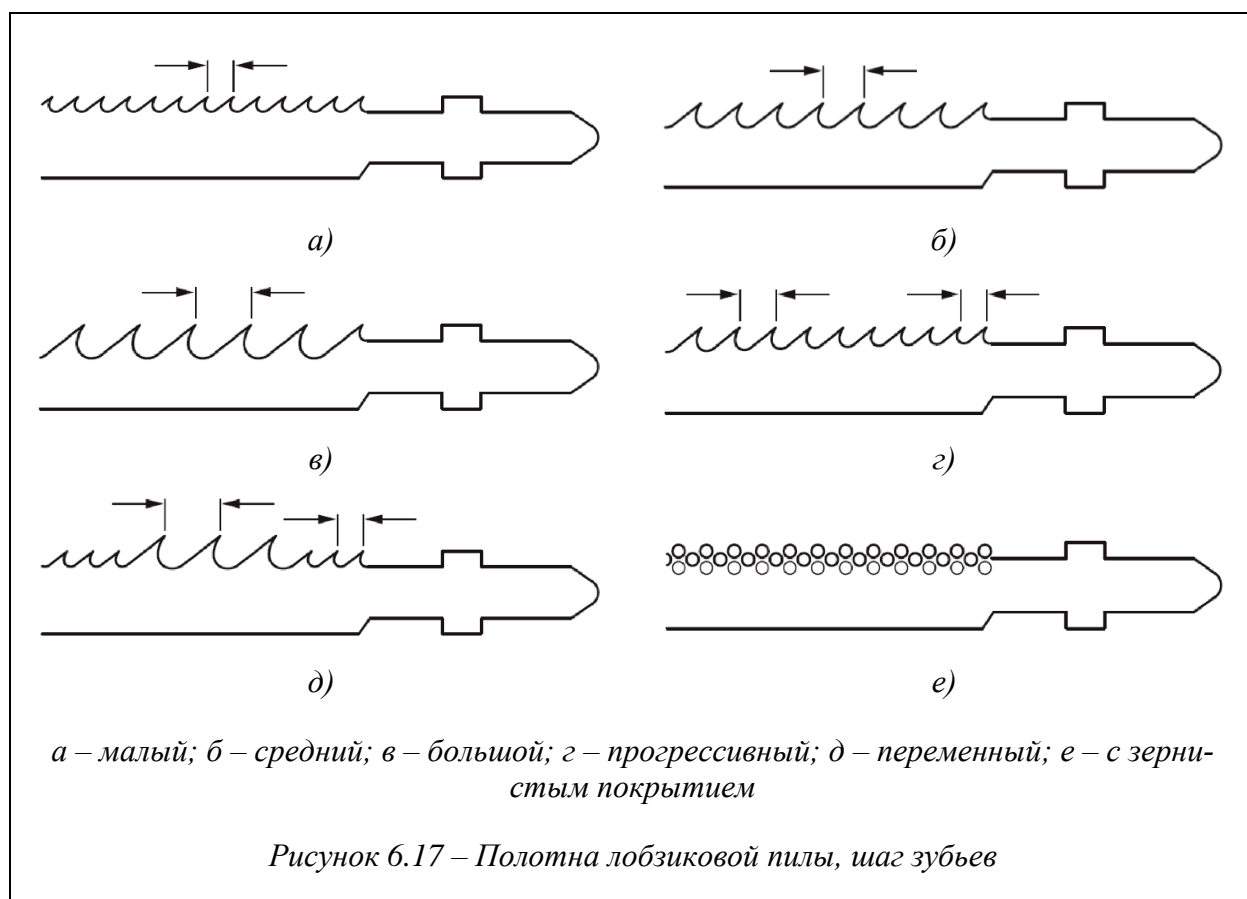 а)
б)
в)
г)
д)
е)
а – малый; б – средний; в – большой; г – прогрессивный; д – переменный; е – с зерни-
стым покрытием
Рисунок 6.17 – Полотна лобзиковой пилы, шаг зубьев